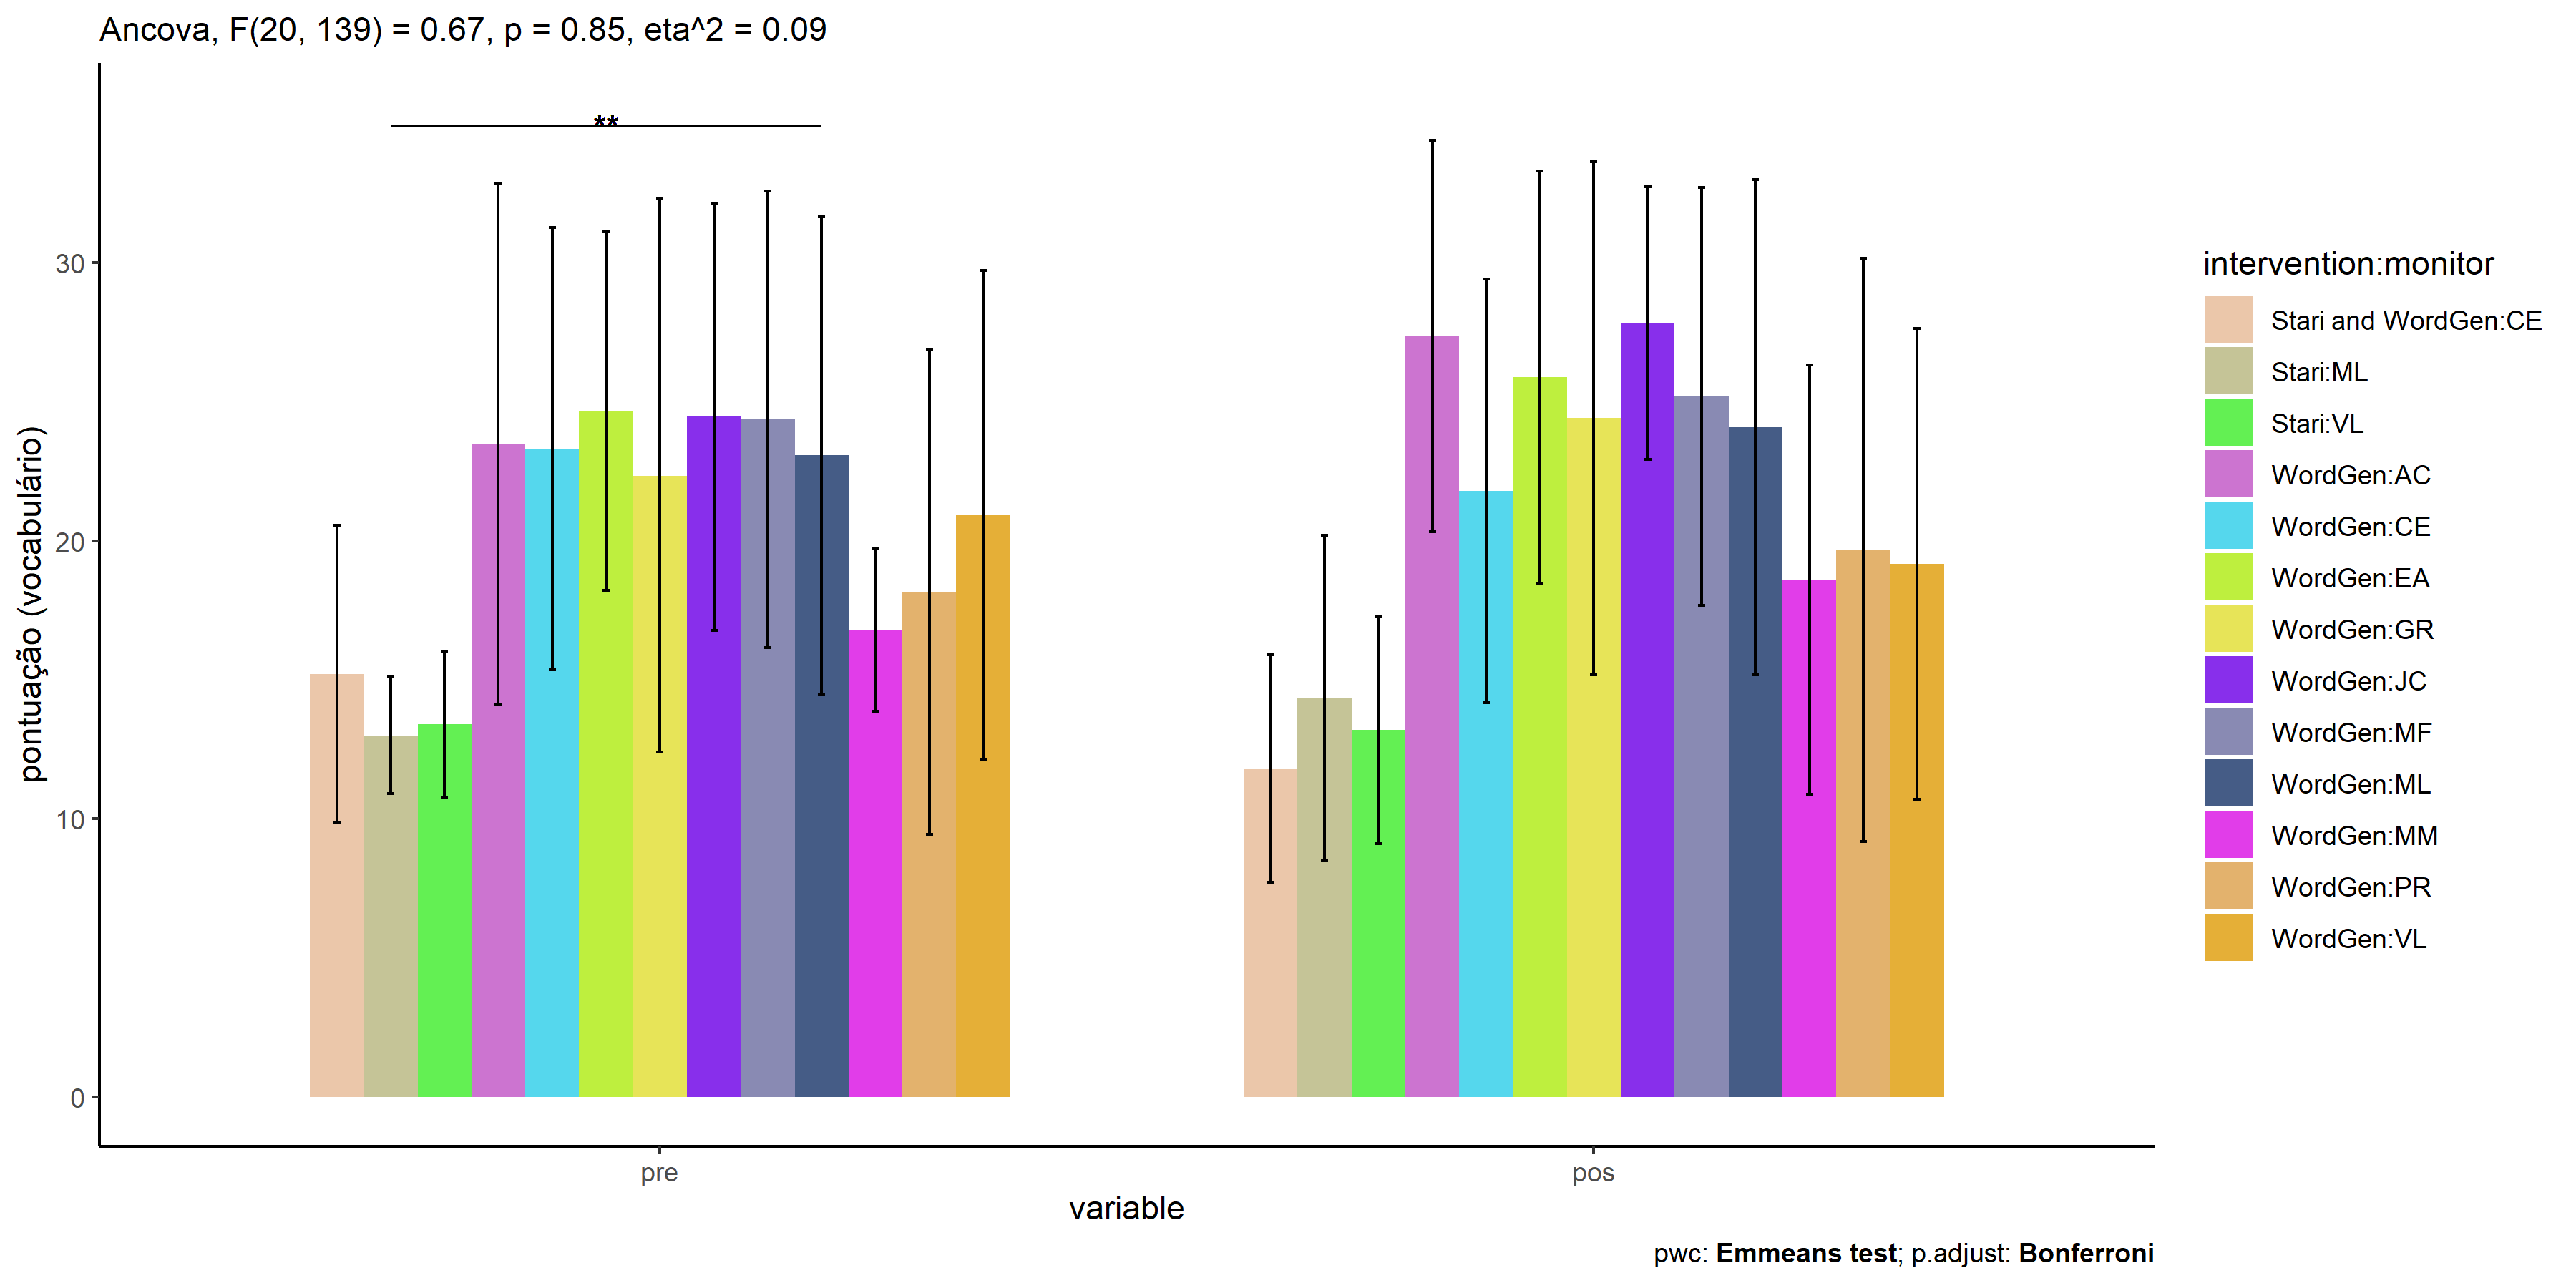 Ancova, F(20, 139) = 0.67, p = 0.85, eta^2 = 0.09
**
pontuação (vocabulário)
30
20
10
0
pre
pos
variable
intervention:monitor
Stari and WordGen:CE
Stari:ML
Stari:VL
WordGen:AC
WordGen:CE
WordGen:EA
WordGen:GR
WordGen:JC
WordGen:MF
WordGen:ML
WordGen:MM
WordGen:PR
WordGen:VL
pwc: Emmeans test; p.adjust: Bonferroni